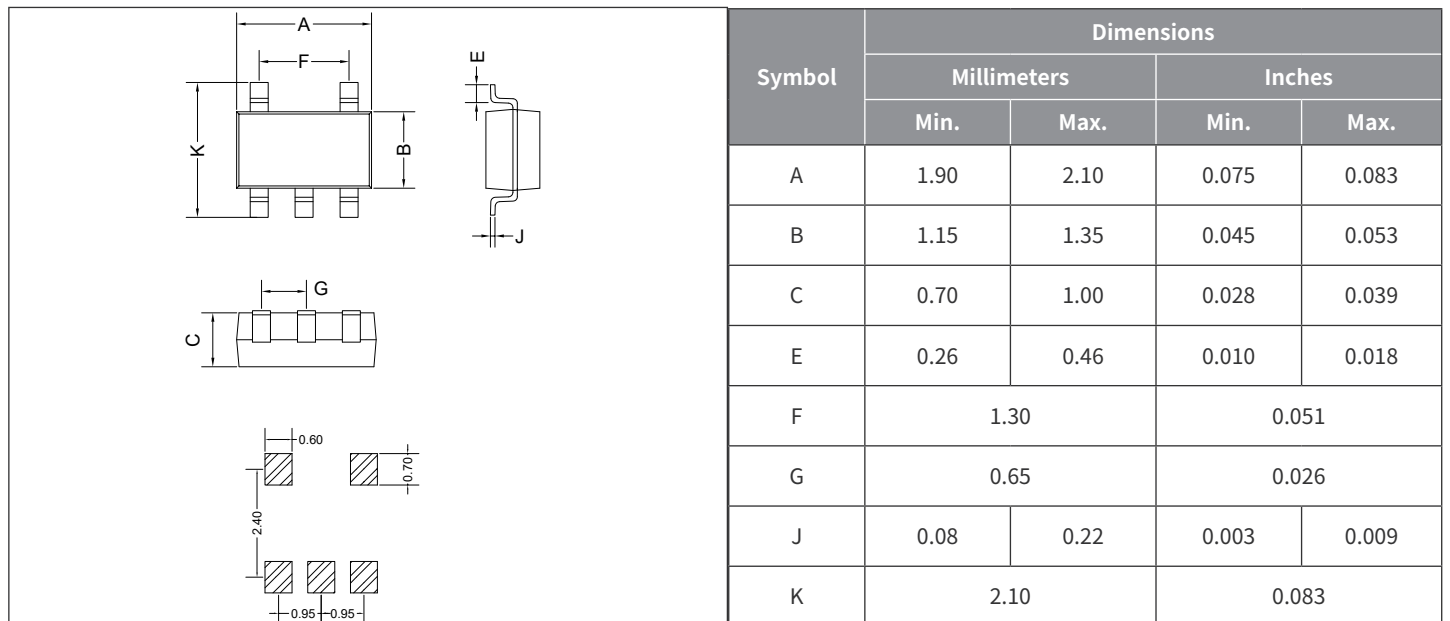 A
F
E
K
B
J
G
C
0.60
0.70
2.40
0.95 0.95
Symbol Dimensions
Millimeters Inches
Min. Max. Min. Max.
A 1.90 2.10 0.075 0.083
B 1.15 1.35 0.045 0.053
C 0.70 1.00 0.028 0.039
E 0.26 0.46 0.010 0.018
F 1.30 0.051
G 0.65 0.026
J 0.08 0.22 0.003 0.009
K 2.10 0.083